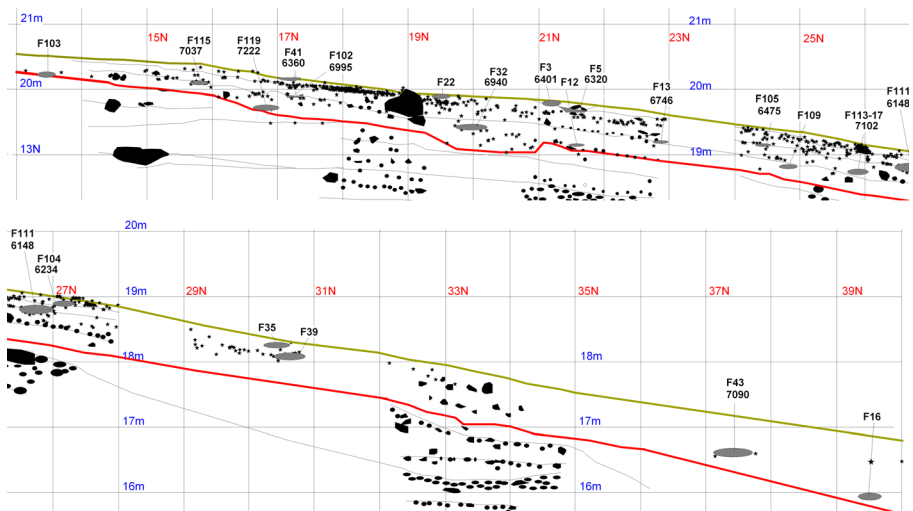 21m
21m
15N
17N
19N
21N
23N
25N
F103
F115
7037
F119
7222
F41
6360
F102
6995
F22
F32
6940
F3
6401
F12
F5
6320
F13
6746
F105
6475
F109
F113-17
7102
F111
6148
20m
20m
13N
19m
20m
F111
6148
F104
6234
27N
29N
31N
33N
35N
37N
39N
19m
19m
F35
F39
18m
18m
F43
7090
F16
17m
17m
16m
16m